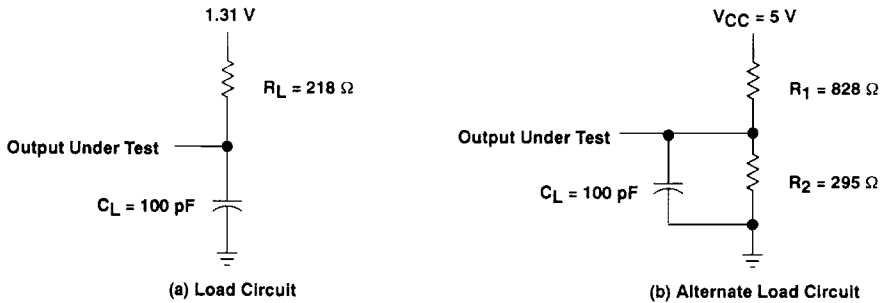 1.31 V
R_L = 218 Ω
Output Under Test
C_L = 100 pF
(a) Load Circuit
V_CC = 5 V
R_1 = 828 Ω
Output Under Test
C_L = 100 pF
R_2 = 295 Ω
(b) Alternate Load Circuit